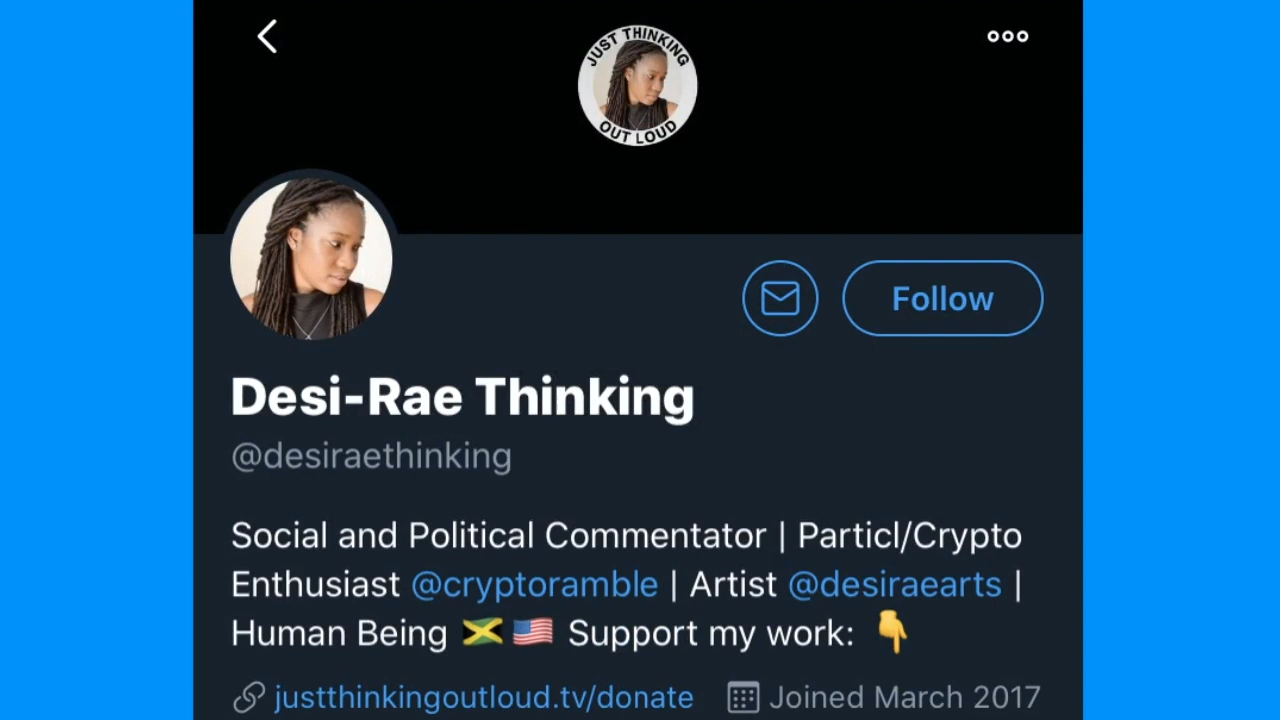 JUST THINKING
OUT LOUD
Follow
Desi-Rae Thinking
@desiraethinking
Social and Political Commentator | Particl/Crypto
Enthusiast @cryptoramble | Artist @desiraearts |
Human Being 🇯🇲 🇺🇸 Support my work: 👇
justthinkingoutloud.tv/donate Joined March 2017